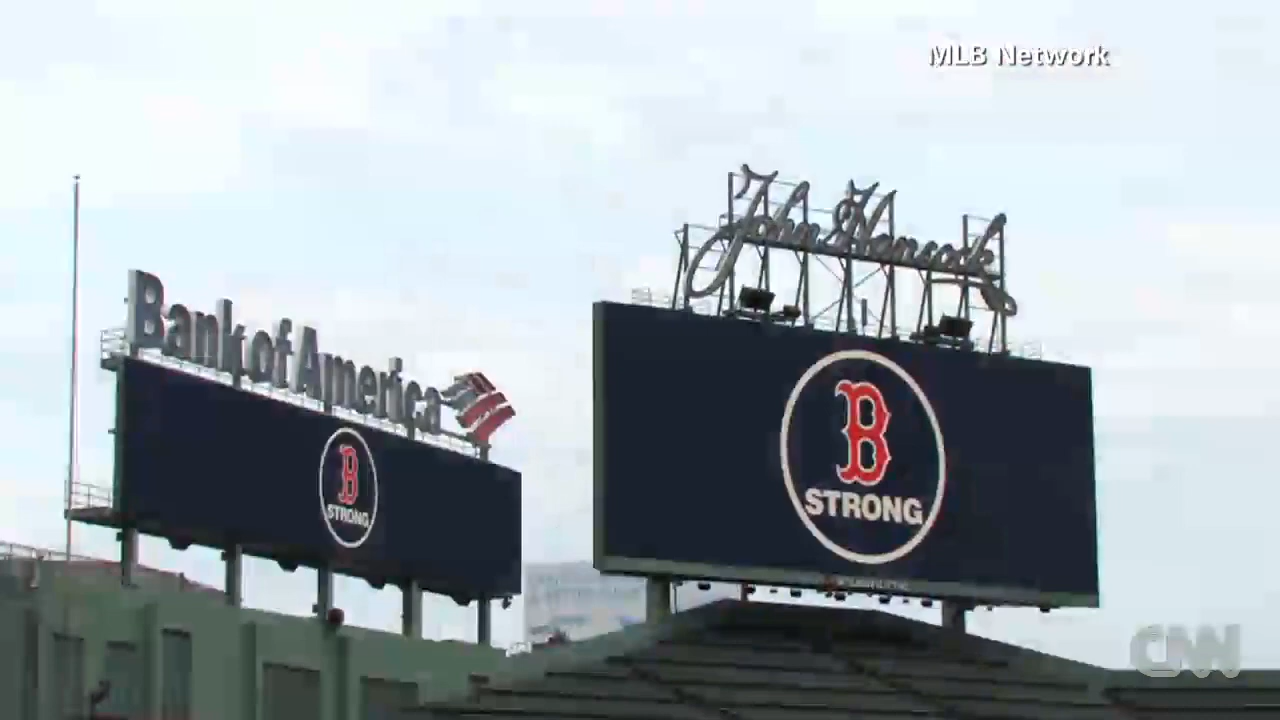 MLB Network
John Hancock
Bank of America
B
STRONG
B
STRONG
CNN